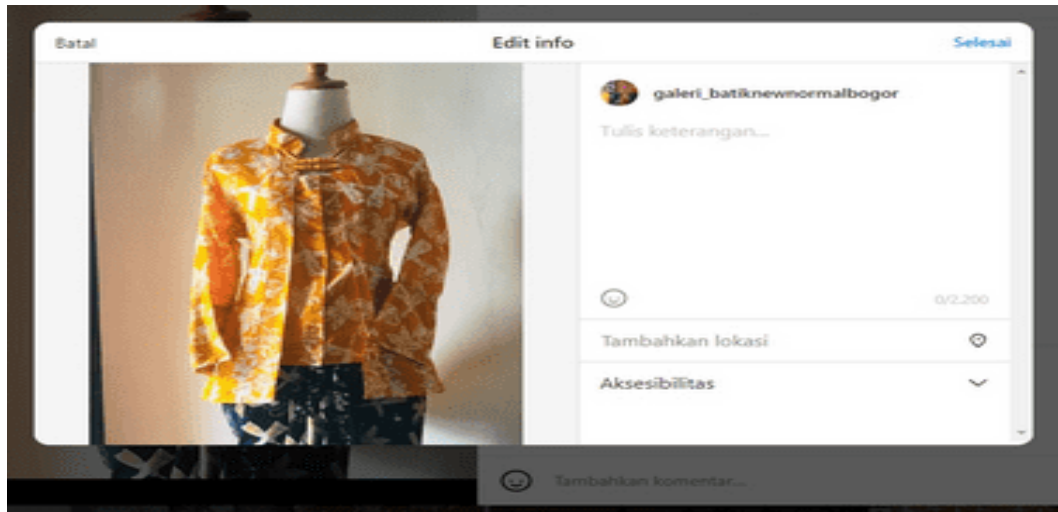 Batal
Edit info
Selesai
galeri_batiknewnormalbogor
Tulis keterangan...
0/2.200
Tambahkan lokasi
Aksesibilitas
Tambahkan komentar...